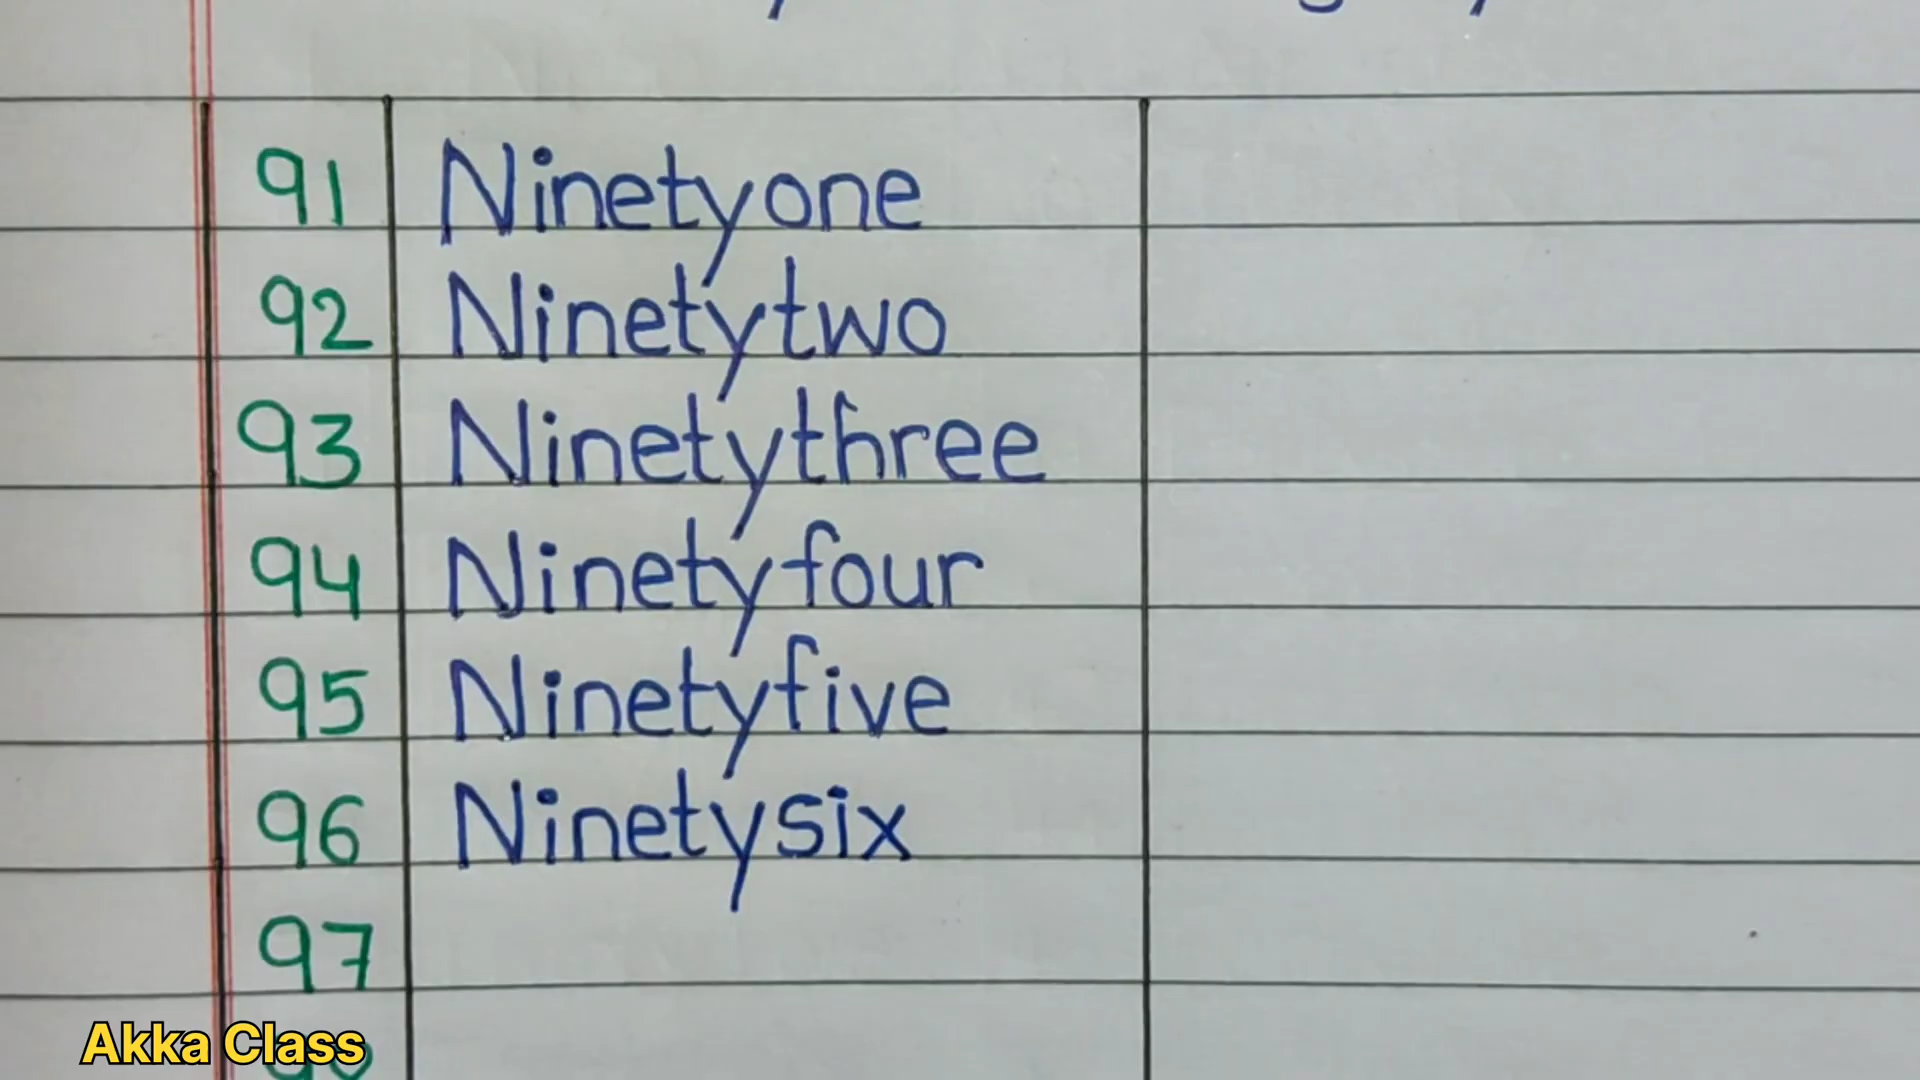 91 Ninetyone
92 Ninetytwo
93 Ninetythree
94 Ninetyfour
95 Ninetyfive
96 Ninetysix
97
Akka Class